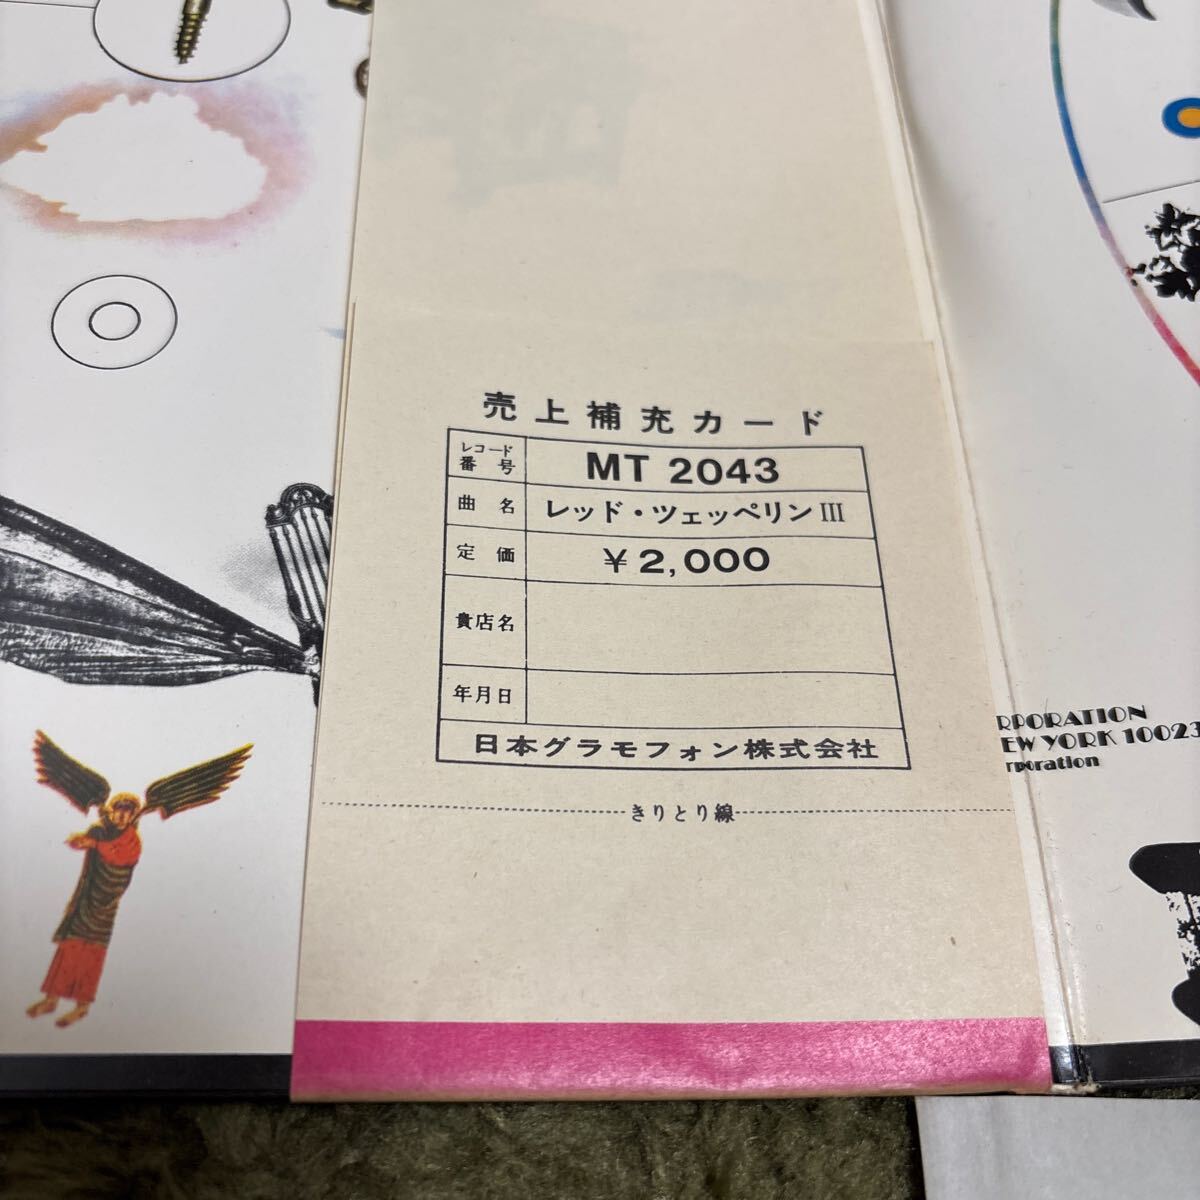 売上補充カード
レコード番号 MT 2043
曲名 レッド・ツェッペリンIII
定価 ¥2,000
貴店名
年月日
日本グラモフォン株式会社
きりとり線
RPORATION
EW YORK 10023
rporation